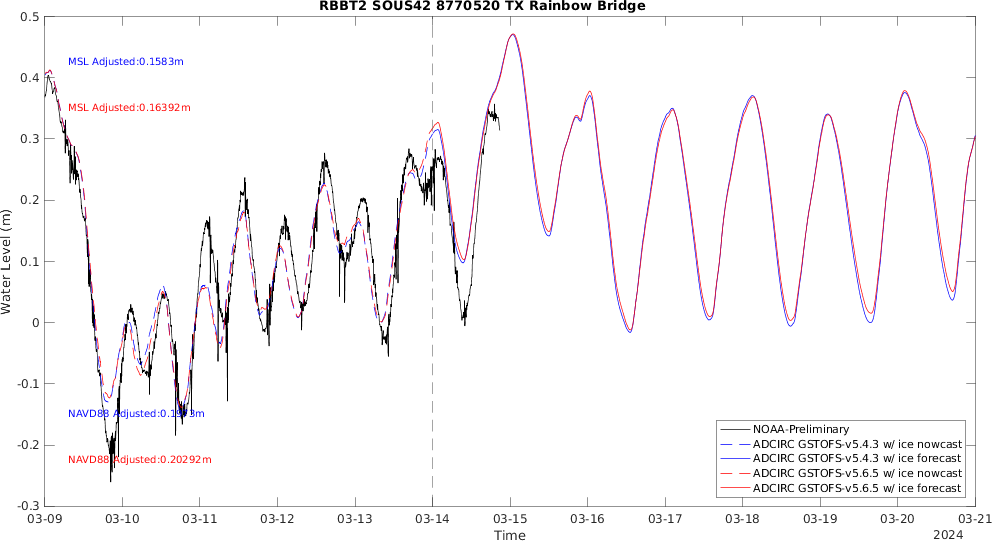 RBBT2 SOUS42 8770520 TX Rainbow Bridge
0.5
0.4
0.3
0.2
0.1
0
-0.1
-0.2
-0.3
Water Level (m)
MSL Adjusted:0.1583m
MSL Adjusted:0.16392m
NAVD88 Adjusted:0.1973m
NAVD88 Adjusted:0.20292m
NOAA-Preliminary
ADCIRC GSTOFS-v5.4.3 w/ ice nowcast
ADCIRC GSTOFS-v5.4.3 w/ ice forecast
ADCIRC GSTOFS-v5.6.5 w/ ice nowcast
ADCIRC GSTOFS-v5.6.5 w/ ice forecast
03-09 03-10 03-11 03-12 03-13 03-14 03-15 03-16 03-17 03-18 03-19 03-20 03-21
Time
2024